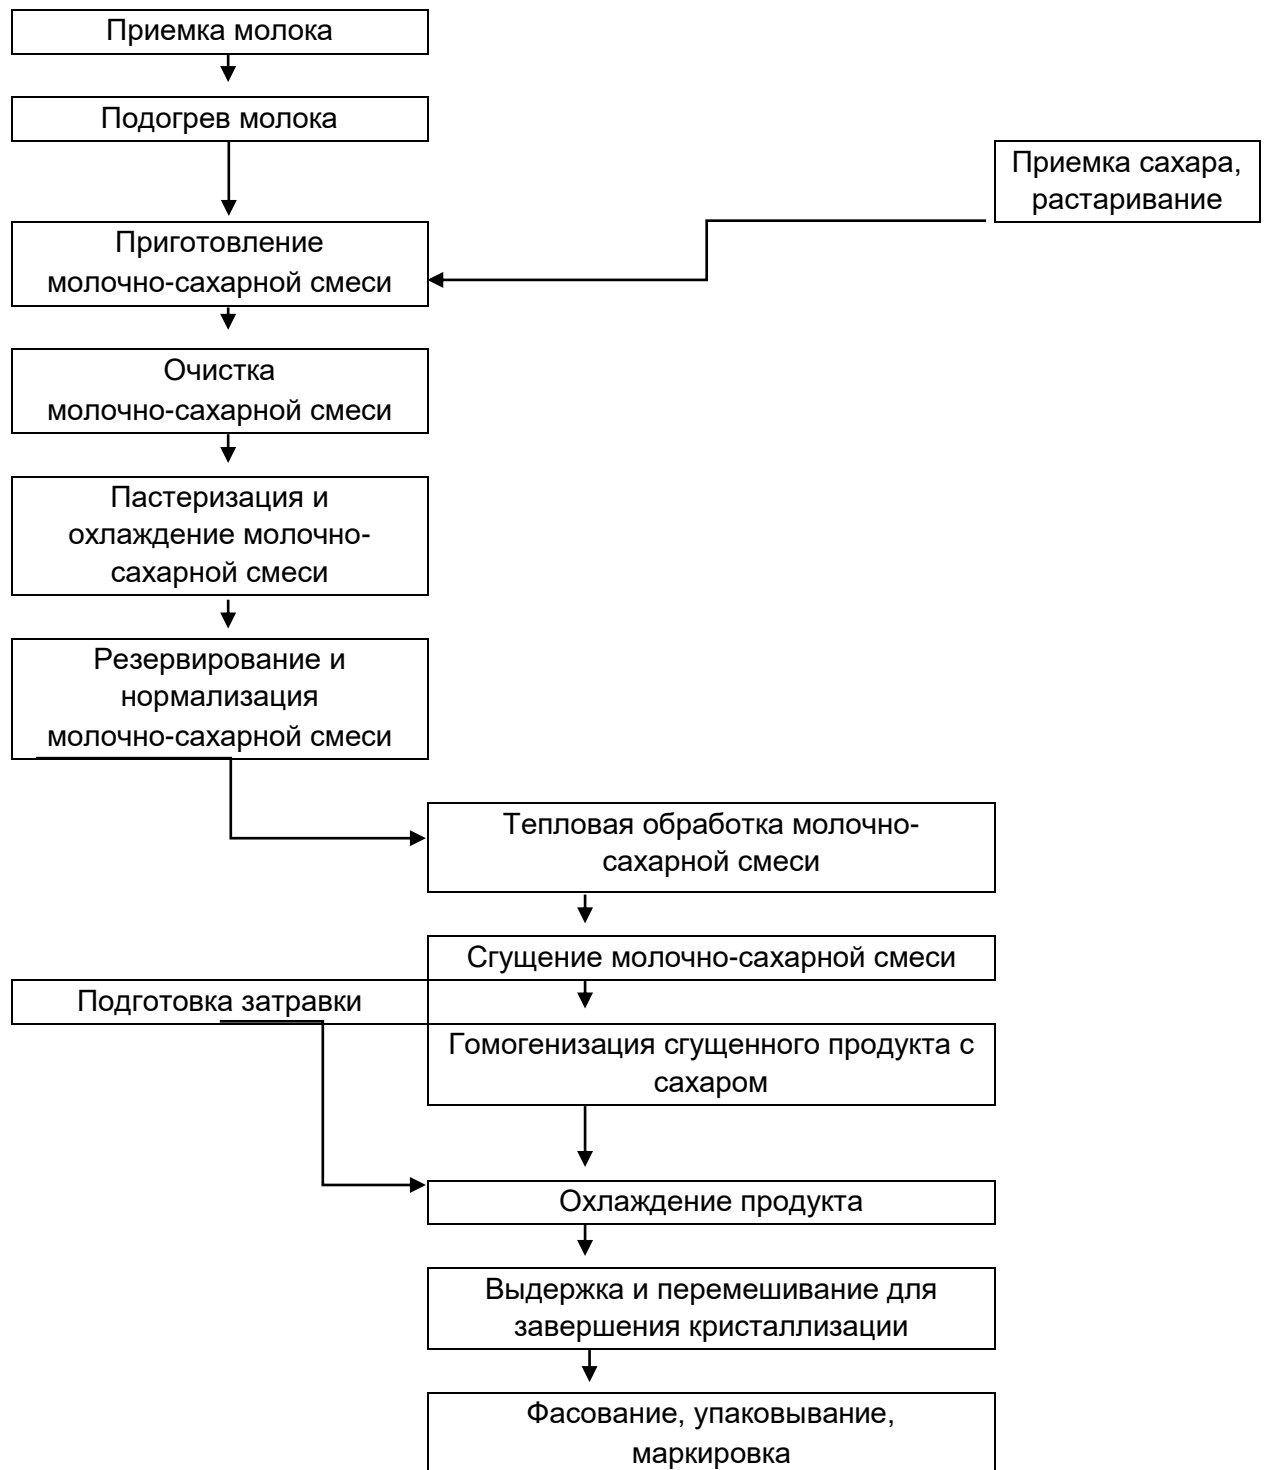 Приемка молока
Подогрев молока
Приемка сахара,
растаривание
Приготовление
молочно-сахарной смеси
Очистка
молочно-сахарной смеси
Пастеризация и
охлаждение молочно-
сахарной смеси
Резервирование и
нормализация
молочно-сахарной смеси
Тепловая обработка молочно-
сахарной смеси
Сгущение молочно-сахарной смеси
Подготовка затравки
Гомогенизация сгущенного продукта с
сахаром
Охлаждение продукта
Выдержка и перемешивание для
завершения кристаллизации
Фасование, упаковывание,
маркировка